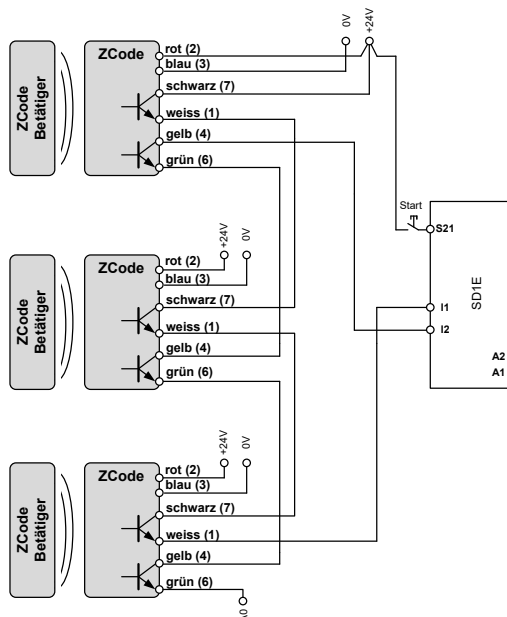 0V
+24V
ZCode
Betätiger
ZCode
rot (2)
blau (3)
schwarz (7)
weiss (1)
gelb (4)
grün (6)
Start
S21
SD1E
I1
I2
A2
A1
+24V
0V
ZCode
Betätiger
ZCode
rot (2)
blau (3)
schwarz (7)
weiss (1)
gelb (4)
grün (6)
+24V
0V
ZCode
Betätiger
ZCode
rot (2)
blau (3)
schwarz (7)
weiss (1)
gelb (4)
grün (6)